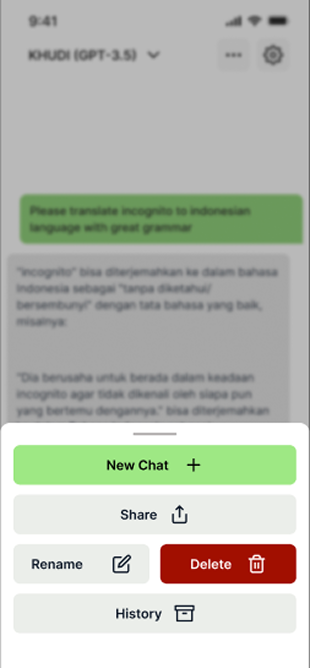 9:41
KHUDI (GPT-3.5)
Please translate incognito to indonesian
language with great grammar
"incognito" bisa diterjemahkan ke dalam bahasa
Indonesia sebagai "tanpa diketahui/
bersembunyi" dengan tata bahasa yang baik,
misalnya:
"Dia berusaha untuk berada dalam keadaan
incognito agar tidak dikenali oleh siapa pun
yang bertemu dengannya." bisa diterjemahkan
New Chat
Share
Rename
Delete
History